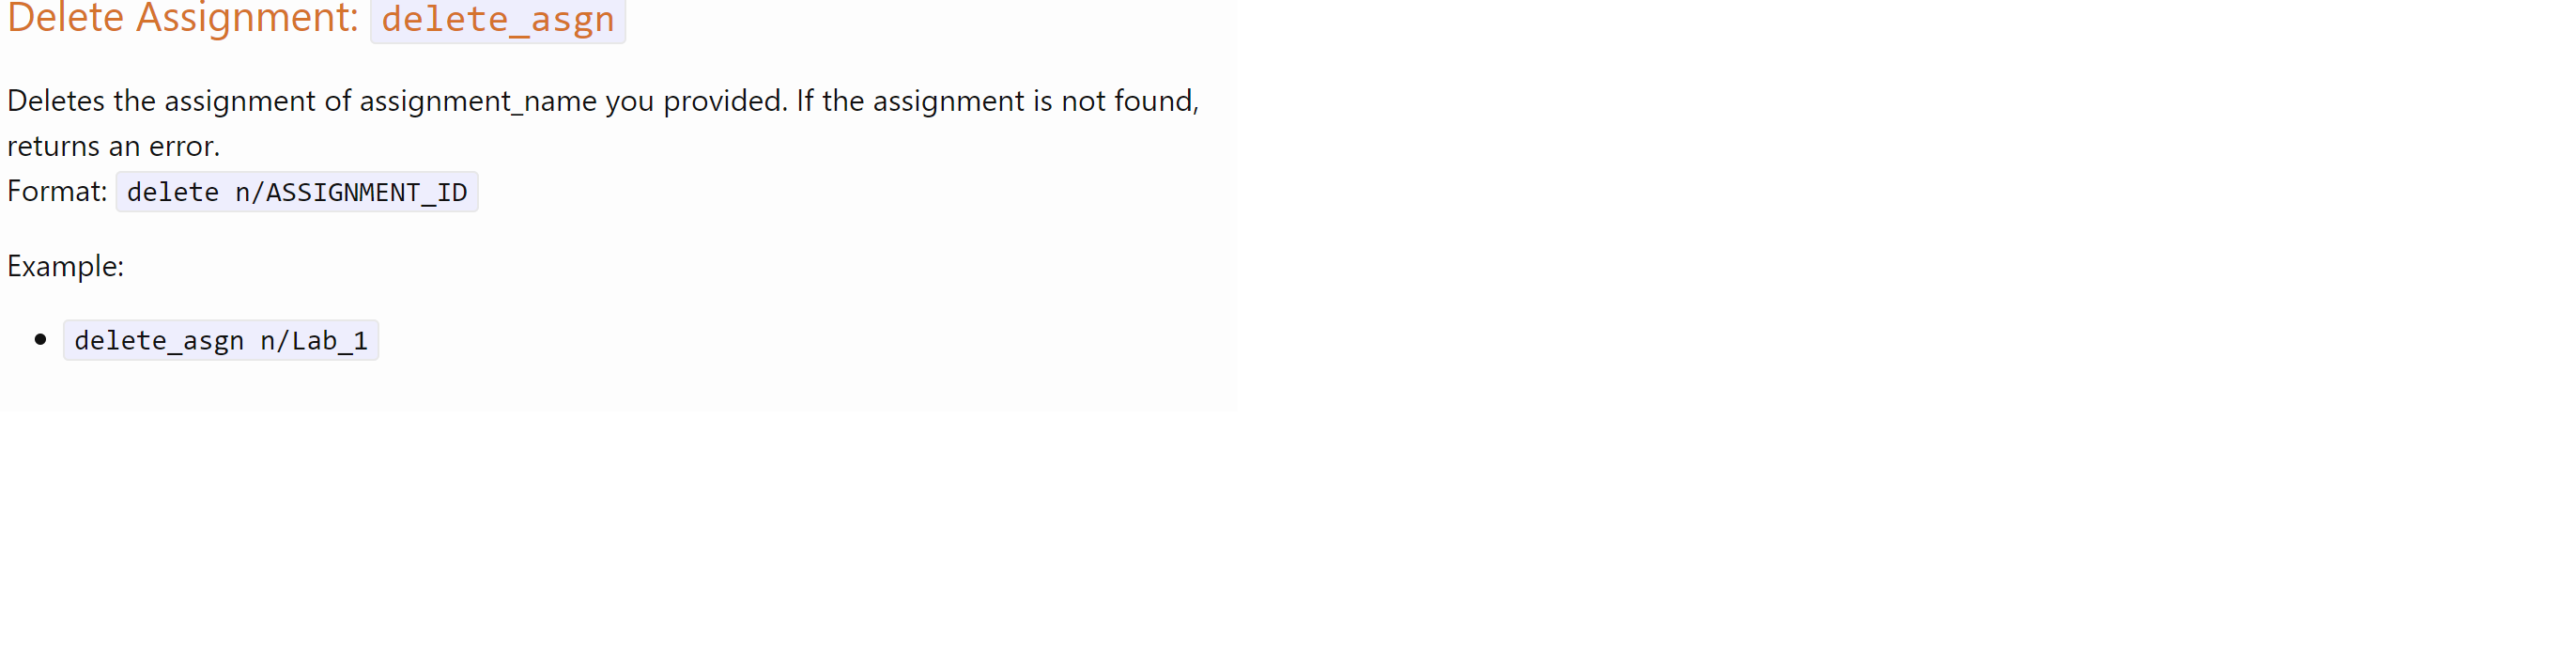 Delete Assignment: delete_asgn
Deletes the assignment of assignment_name you provided. If the assignment is not found,
returns an error.
Format: delete n/ASSIGNMENT_ID
Example:
• delete_asgn n/Lab_1